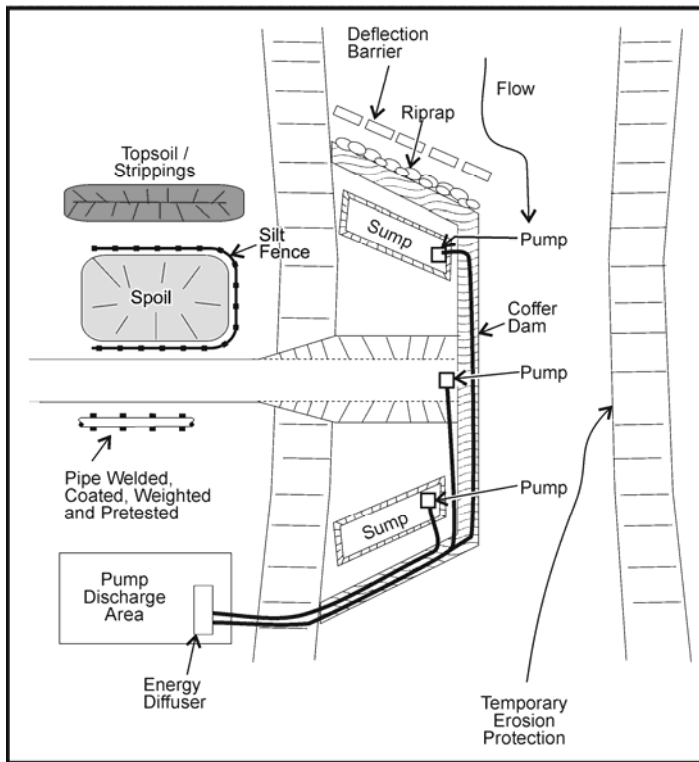 Deflection
Barrier
Flow
Riprap
Topsoil /
Strippings
Sump
Pump
Silt
Fence
Spoil
Coffer
Dam
Pump
Pipe Welded,
Coated, Weighted
and Pretested
Pump
Sump
Pump
Discharge
Area
Energy
Diffuser
Temporary
Erosion
Protection